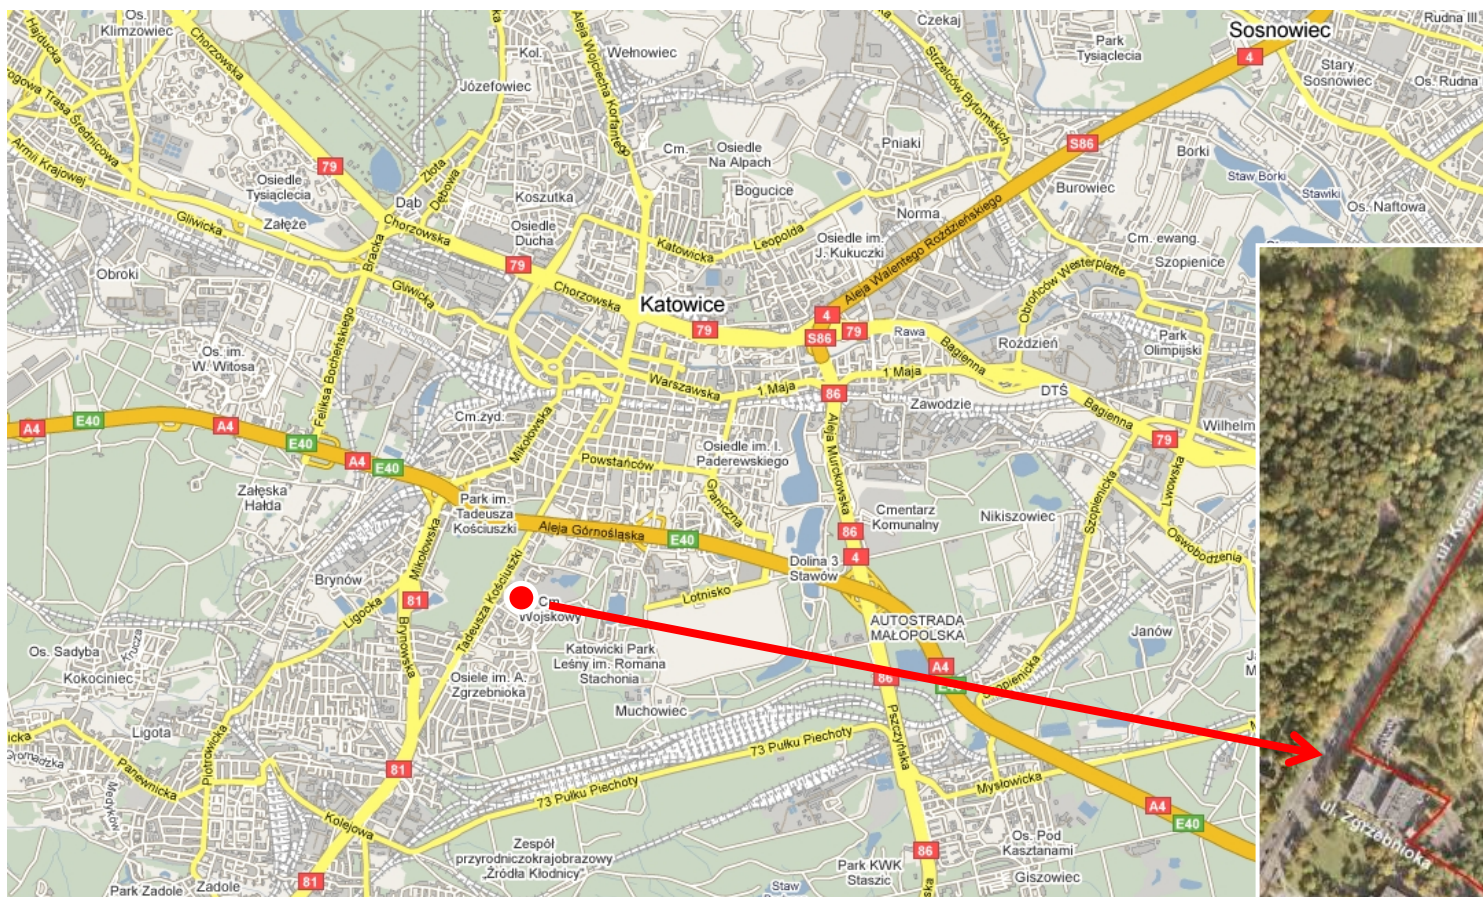 Os.
Klimzowiec
Hajducka
Chorzowska
Aleja Wojciecha Korfantego
Kol.
Wełnowiec
Czekaj
Park
Tysiąclecia
Sosnowiec
Rudna III
4
Stary
Sosnowiec
Os. Rudna
Józefowiec
Drogowa Trasa Średnicowa
Strzelców Bytomskich
Armii Krajowej
79
Cm.
Osiedle
Na Alpach
Pniaki
S86
Borki
Staw Borki
Stawiki
Osiedle
Tysiąclecia
Złota
Dębowa
Dąb
Koszutka
Bogucice
Burowiec
Os. Naftowa
Załęże
Gliwicka
Chorzowska
Osiedle
Ducha
Katowicka
Leopolda
Norma
Osiedle im.
J. Kukuczki
Aleja Walentego Roździeńskiego
Cm. ewang.
Szopienice
Obroki
Bracka
79
Gliwicka
Chorzowska
Katowice
79
4
79
S86
Rawa
Obrońców Westerplatte
Roździeń
Park
Olimpijski
Os. im.
W. Witosa
Feliksa Bocheńskiego
Warszawska
1 Maja
1 Maja
Bagienna
DTŚ
86
Zawodzie
Bagienna
A4
E40
A4
E40
A4
E40
Cm.żyd.
Mikołowska
Osiedle im. I.
Paderewskiego
Powstańców
Graniczna
Aleja Murckowska
79
Wilhelm
Lwowska
Szopienicka
Załęska
Hałda
Park im.
Tadeusza
Kościuszki
Aleja Górnośląska
E40
Cmentarz
Komunalny
Nikiszowiec
Oswobodzenia
86
4
Dolina 3
Stawów
Mikołowska
Brynów
Ligocka
81
Brynowska
Tadeusza Kościuszki
Cm.
Wojskowy
Lotnisko
AUTOSTRADA
MAŁOPOLSKA
Janów
Os. Sadyba
Kokociniec
Krucza
Osiele im. A.
Zgrzebnioka
Katowicki Park
Leśny im. Romana
Stachonia
Muchowiec
86
A4
Szopienicka
Ligota
Piotrowicka
Panewnicka
Medyków
81
73 Pułku Piechoty
73 Pułku Piechoty
Pszczyńska
Mysłowicka
A4
E40
Kolejowa
Zespół
przyrodniczokrajobrazowy
„Źródła Kłodnicy”
86
Park KWK
Staszic
Os. Pod
Kasztanami
Giszowiec
Park Zadole
Zadole
81
Staw
ul. Zgrzebnioka